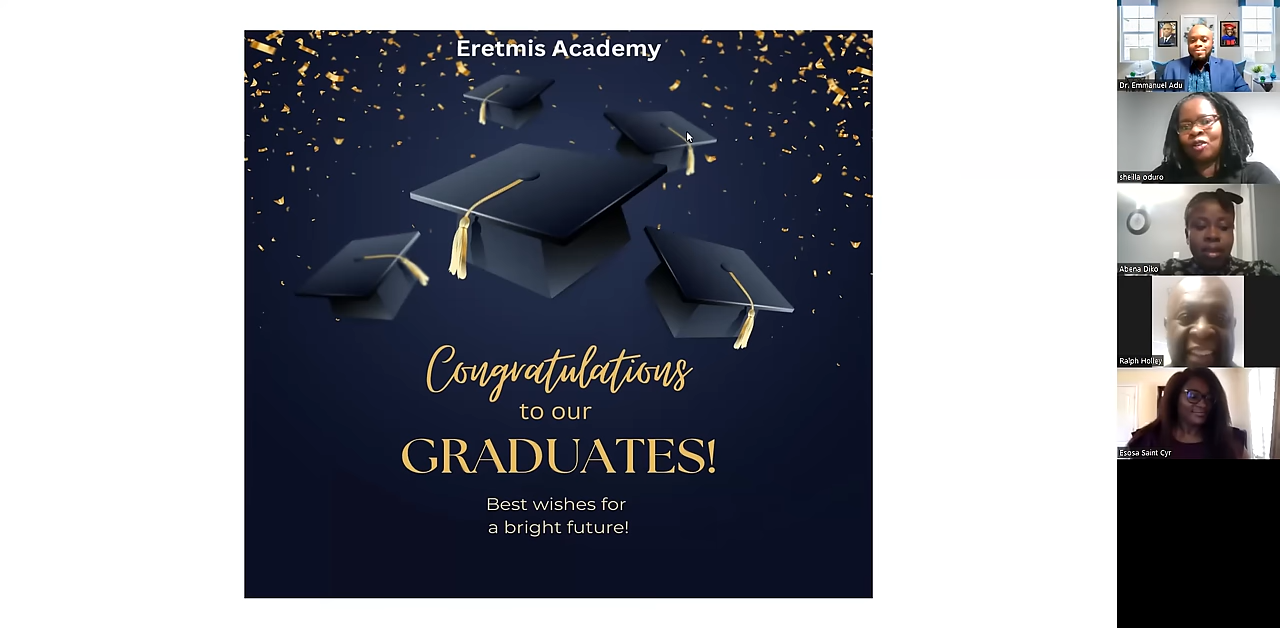 Eretmis Academy
Congratulations
to our
GRADUATES!
Best wishes for
a bright future!
Dr. Emmanuel Adu
sheilla oduro
Abena Diko
Ralph Holley
Esosa Saint Cyr